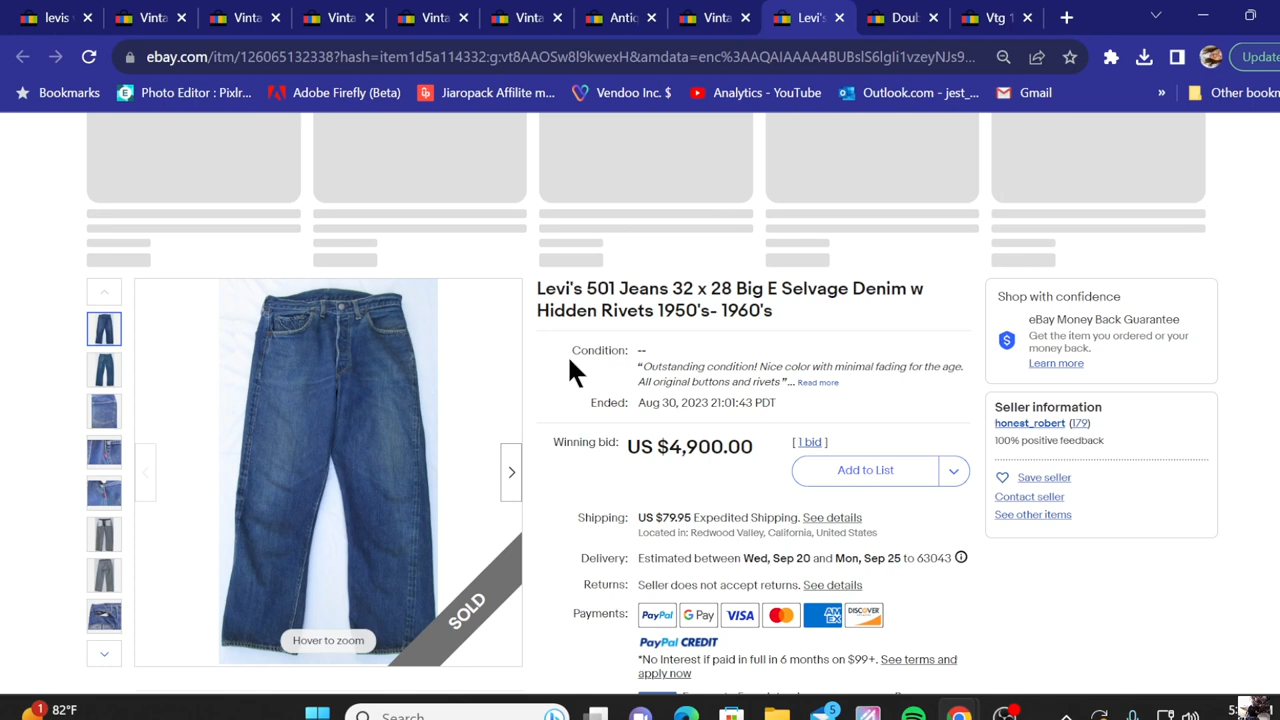 levis v
Vinta
Vinta
Vinta
Vinta
Vinta
Antiq
Vinta
Levi's
Doub
Vtg 1
ebay.com/itm/126065132338?hash=item1d5a114332:g:vt8AAOSw8l9kwexH&amdata=enc%3AAQAIAAAA4BUBslS6lgIi1vzeyNJs9...
Update
Bookmarks
Photo Editor : Pixlr...
Adobe Firefly (Beta)
Jiaropack Affilite m...
Vendoo Inc. $
Analytics - YouTube
Outlook.com - jest_...
Gmail
»
Other bookm
Levi's 501 Jeans 32 x 28 Big E Selvage Denim w
Hidden Rivets 1950's- 1960's
Condition: --
“Outstanding condition! Nice color with minimal fading for the age.
All original buttons and rivets ”... Read more
Ended: Aug 30, 2023 21:01:43 PDT
Winning bid: US $4,900.00 [ 1 bid ]
Add to List
Shipping: US $79.95 Expedited Shipping. See details
Located in: Redwood Valley, California, United States
Delivery: Estimated between Wed, Sep 20 and Mon, Sep 25 to 63043
Returns: Seller does not accept returns. See details
Payments: PayPal G Pay VISA AM EX DISCOVER
PayPal CREDIT
*No Interest if paid in full in 6 months on $99+. See terms and
apply now
SOLD
Hover to zoom
Shop with confidence
eBay Money Back Guarantee
Get the item you ordered or your
money back.
Learn more
Seller information
honest_robert (179)
100% positive feedback
Save seller
Contact seller
See other items
1
82°F
Search
5